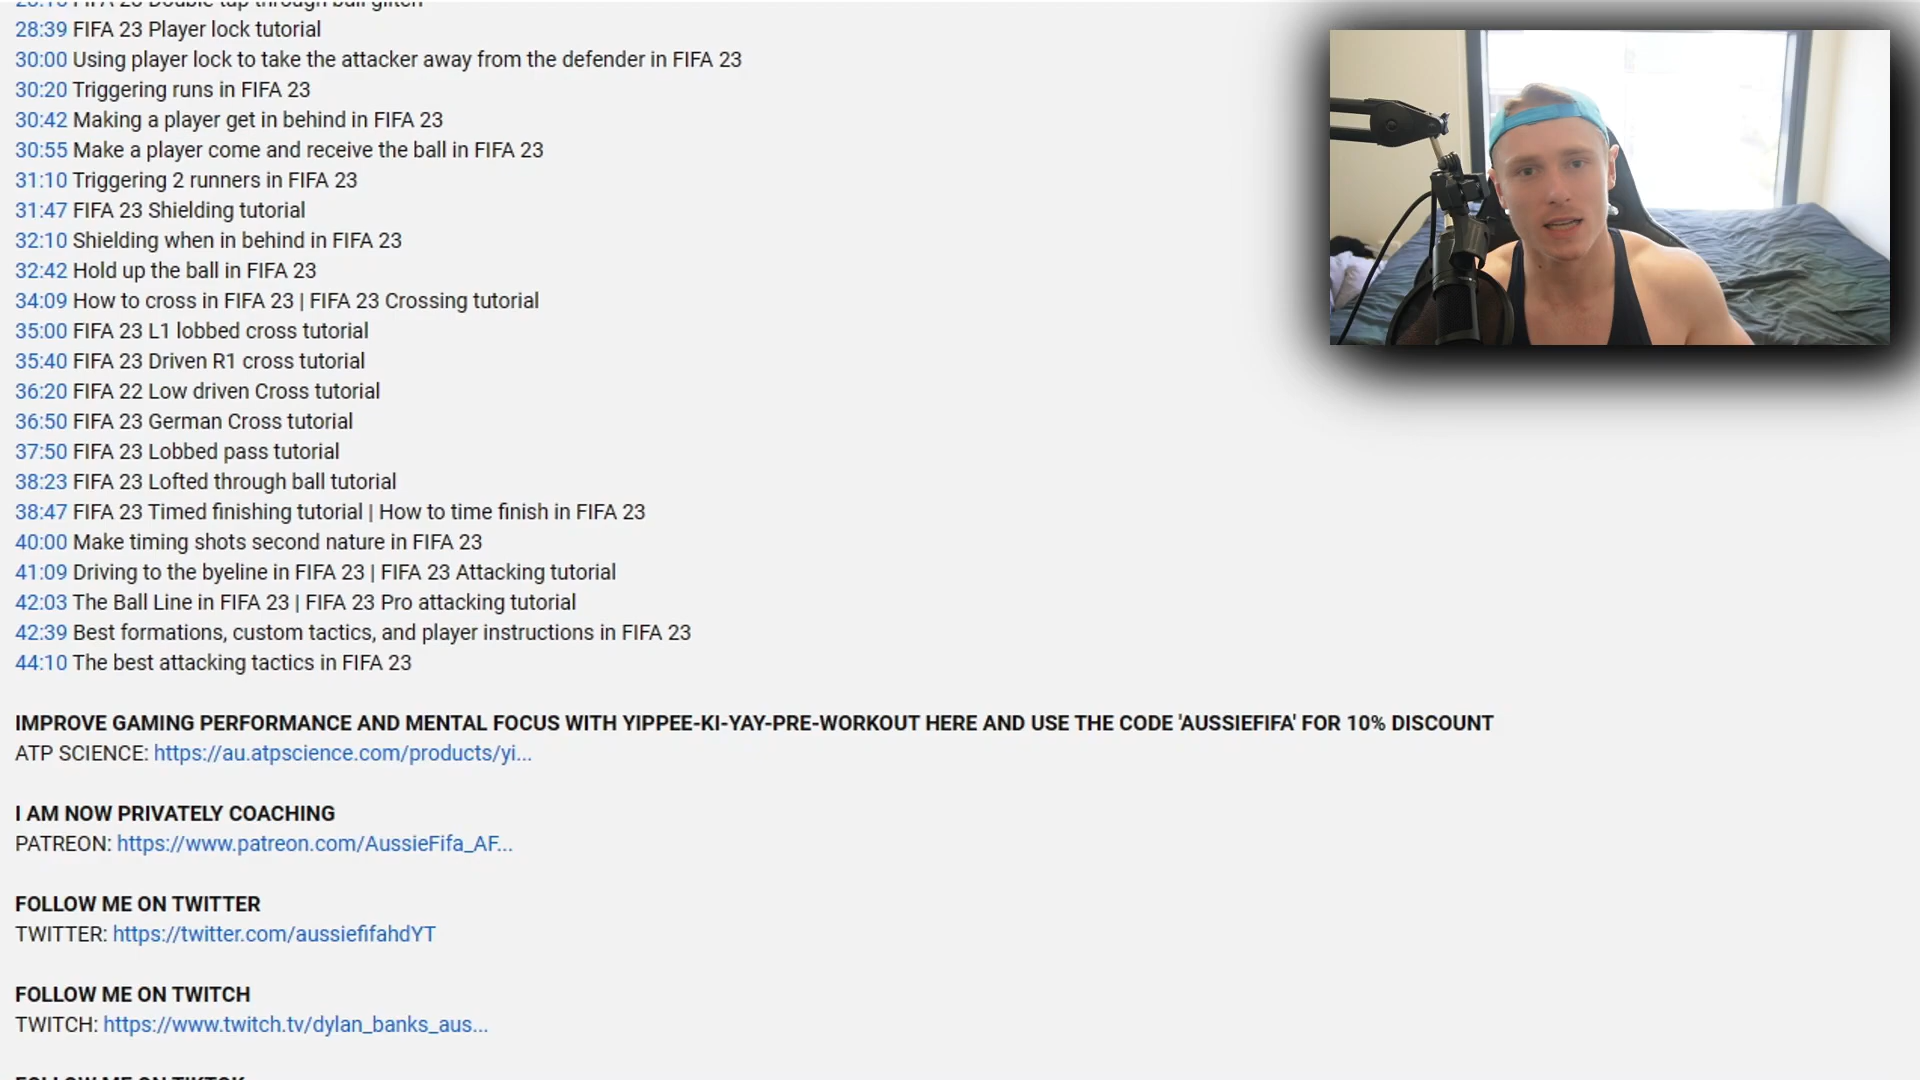 FIFA 23 Double tap through ball glitch
28:39 FIFA 23 Player lock tutorial
30:00 Using player lock to take the attacker away from the defender in FIFA 23
30:20 Triggering runs in FIFA 23
30:42 Making a player get in behind in FIFA 23
30:55 Make a player come and receive the ball in FIFA 23
31:10 Triggering 2 runners in FIFA 23
31:47 FIFA 23 Shielding tutorial
32:10 Shielding when in behind in FIFA 23
32:42 Hold up the ball in FIFA 23
34:09 How to cross in FIFA 23 | FIFA 23 Crossing tutorial
35:00 FIFA 23 L1 lobbed cross tutorial
35:40 FIFA 23 Driven R1 cross tutorial
36:20 FIFA 22 Low driven Cross tutorial
36:50 FIFA 23 German Cross tutorial
37:50 FIFA 23 Lobbed pass tutorial
38:23 FIFA 23 Lofted through ball tutorial
38:47 FIFA 23 Timed finishing tutorial | How to time finish in FIFA 23
40:00 Make timing shots second nature in FIFA 23
41:09 Driving to the byeline in FIFA 23 | FIFA 23 Attacking tutorial
42:03 The Ball Line in FIFA 23 | FIFA 23 Pro attacking tutorial
42:39 Best formations, custom tactics, and player instructions in FIFA 23
44:10 The best attacking tactics in FIFA 23
IMPROVE GAMING PERFORMANCE AND MENTAL FOCUS WITH YIPPEE-KI-YAY-PRE-WORKOUT HERE AND USE THE CODE 'AUSSIEFIFA' FOR 10% DISCOUNT
ATP SCIENCE: https://au.atpscience.com/products/yi...
I AM NOW PRIVATELY COACHING
PATREON: https://www.patreon.com/AussieFifa_AF...
FOLLOW ME ON TWITTER
TWITTER: https://twitter.com/aussiefifahdYT
FOLLOW ME ON TWITCH
TWITCH: https://www.twitch.tv/dylan_banks_aus...
FOLLOW ME ON TIKTOK